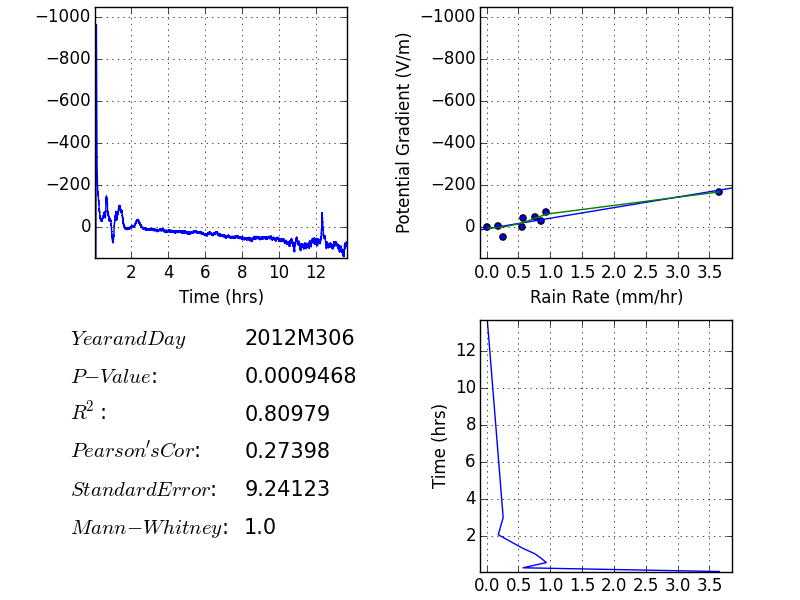 −1000
−800
−600
−400
−200
0
2 4 6 8 10 12
Time (hrs)
Potential Gradient (V/m)
−1000
−800
−600
−400
−200
0
0.0 0.5 1.0 1.5 2.0 2.5 3.0 3.5
Rain Rate (mm/hr)
YearandDay 2012M306
P−Value: 0.0009468
R²: 0.80979
Pearson'sCor: 0.27398
StandardError: 9.24123
Mann−Whitney: 1.0
Time (hrs)
12
10
8
6
4
2
0.0 0.5 1.0 1.5 2.0 2.5 3.0 3.5